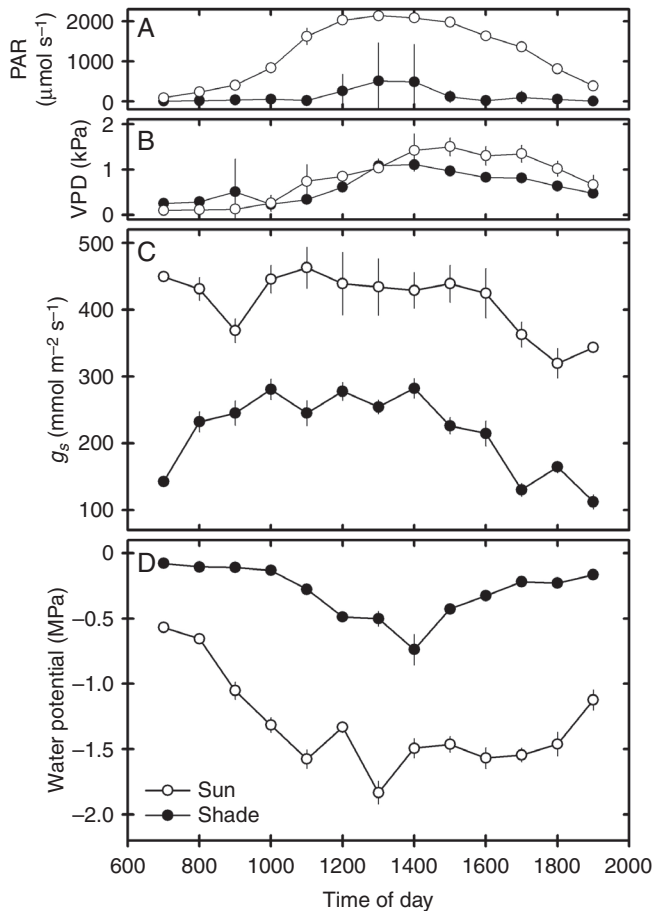 A
PAR
(μmol s⁻¹)
2000
1000
0
B
VPD (kPa)
2
1
0
C
gₛ (mmol m⁻² s⁻¹)
500
400
300
200
100
D
Water potential (MPa)
0
−0.5
−1.0
−1.5
−2.0
Sun
Shade
600 800 1000 1200 1400 1600 1800 2000
Time of day